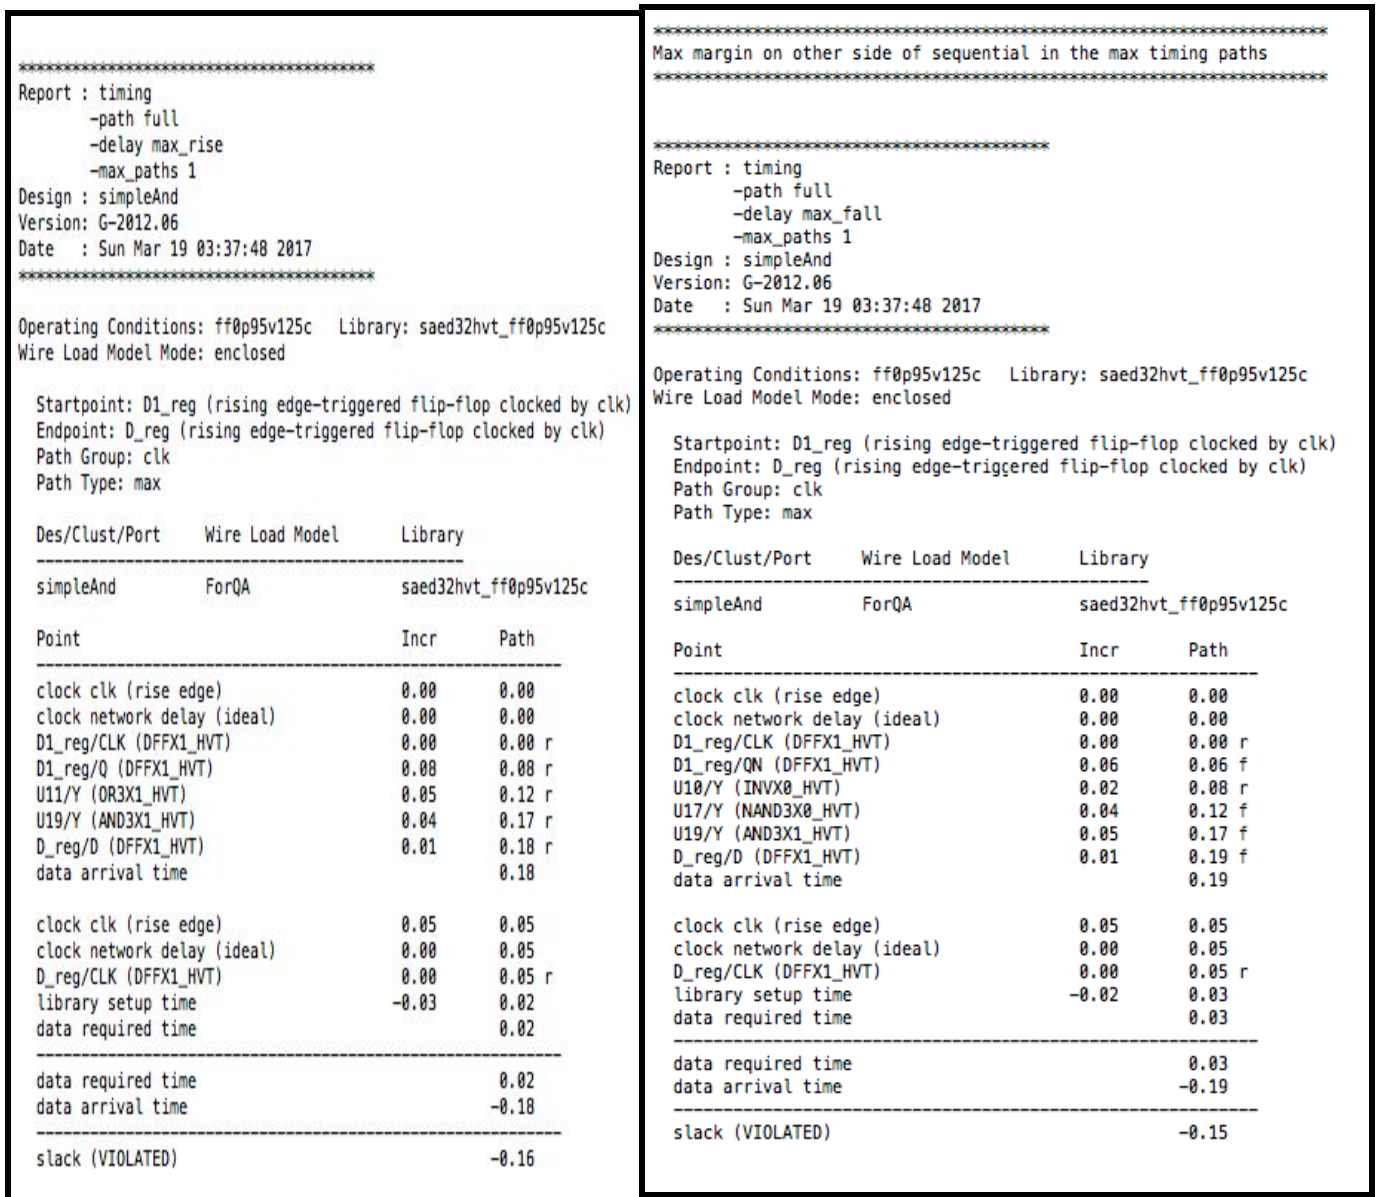 ****************************************
Report : timing
        -path full
        -delay max_rise
        -max_paths 1
Design : simpleAnd
Version: G-2012.06
Date   : Sun Mar 19 03:37:48 2017
****************************************
Operating Conditions: ff0p95v125c   Library: saed32hvt_ff0p95v125c
Wire Load Model Mode: enclosed
  Startpoint: D1_reg (rising edge-triggered flip-flop clocked by clk)
  Endpoint: D_reg (rising edge-triggered flip-flop clocked by clk)
  Path Group: clk
  Path Type: max
  Des/Clust/Port     Wire Load Model       Library
  ------------------------------------------------
  simpleAnd          ForQA                 saed32hvt_ff0p95v125c
  Point                                    Incr       Path
  -----------------------------------------------------------
  clock clk (rise edge)                    0.00       0.00
  clock network delay (ideal)              0.00       0.00
  D1_reg/CLK (DFFX1_HVT)                   0.00       0.00 r
  D1_reg/Q (DFFX1_HVT)                     0.08       0.08 r
  U11/Y (OR3X1_HVT)                        0.05       0.12 r
  U19/Y (AND3X1_HVT)                       0.04       0.17 r
  D_reg/D (DFFX1_HVT)                      0.01       0.18 r
  data arrival time                                   0.18
  clock clk (rise edge)                    0.05       0.05
  clock network delay (ideal)              0.00       0.05
  D_reg/CLK (DFFX1_HVT)                    0.00       0.05 r
  library setup time                      -0.03       0.02
  data required time                                  0.02
  -----------------------------------------------------------
  data required time                                  0.02
  data arrival time                                  -0.18
  -----------------------------------------------------------
  slack (VIOLATED)                                   -0.16
********************************************************************
Max margin on other side of sequential in the max timing paths
********************************************************************
****************************************
Report : timing
        -path full
        -delay max_fall
        -max_paths 1
Design : simpleAnd
Version: G-2012.06
Date   : Sun Mar 19 03:37:48 2017
****************************************
Operating Conditions: ff0p95v125c   Library: saed32hvt_ff0p95v125c
Wire Load Model Mode: enclosed
  Startpoint: D1_reg (rising edge-triggered flip-flop clocked by clk)
  Endpoint: D_reg (rising edge-triggered flip-flop clocked by clk)
  Path Group: clk
  Path Type: max
  Des/Clust/Port     Wire Load Model       Library
  ------------------------------------------------
  simpleAnd          ForQA                 saed32hvt_ff0p95v125c
  Point                                    Incr       Path
  -----------------------------------------------------------
  clock clk (rise edge)                    0.00       0.00
  clock network delay (ideal)              0.00       0.00
  D1_reg/CLK (DFFX1_HVT)                   0.00       0.00 r
  D1_reg/QN (DFFX1_HVT)                    0.06       0.06 f
  U10/Y (INVX0_HVT)                        0.02       0.08 r
  U17/Y (NAND3X0_HVT)                      0.04       0.12 f
  U19/Y (AND3X1_HVT)                       0.05       0.17 f
  D_reg/D (DFFX1_HVT)                      0.01       0.19 f
  data arrival time                                   0.19
  clock clk (rise edge)                    0.05       0.05
  clock network delay (ideal)              0.00       0.05
  D_reg/CLK (DFFX1_HVT)                    0.00       0.05 r
  library setup time                      -0.02       0.03
  data required time                                  0.03
  -----------------------------------------------------------
  data required time                                  0.03
  data arrival time                                  -0.19
  -----------------------------------------------------------
  slack (VIOLATED)                                   -0.15